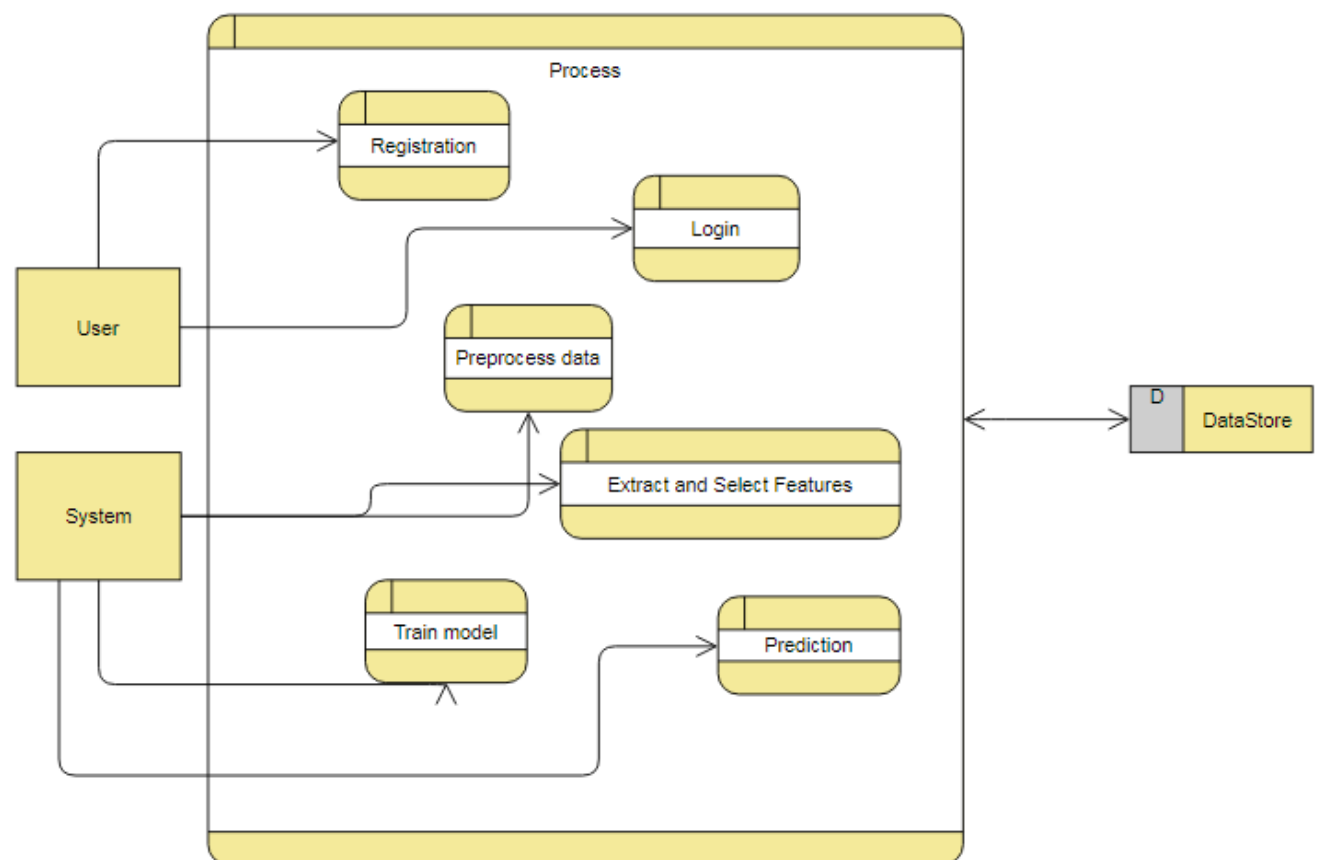 Process
Registration
Login
User
Preprocess data
D
DataStore
Extract and Select Features
System
Train model
Prediction